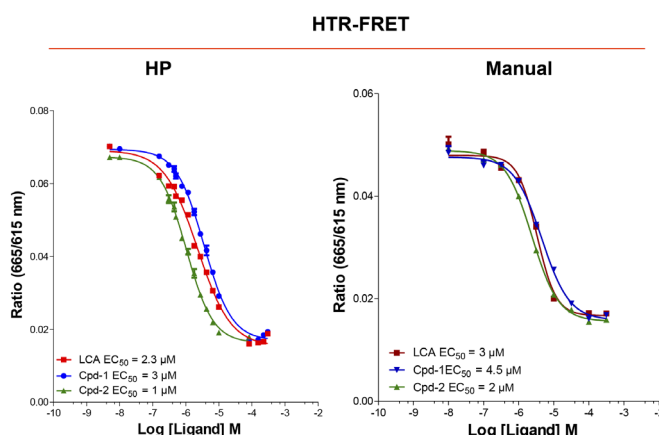 HTR-FRET
HP
Manual
Ratio (665/615 nm)
0.08
0.06
0.04
0.02
0.00
LCA EC50 = 2.3 µM
Cpd-1 EC50 = 3 µM
Cpd-2 EC50 = 1 µM
-10 -9 -8 -7 -6 -5 -4 -3 -2
Log [Ligand] M
Ratio (665/615 nm)
0.06
0.04
0.02
0.00
LCA EC50 = 3 µM
Cpd-1EC50 = 4.5 µM
Cpd-2 EC50 = 2 µM
-10 -9 -8 -7 -6 -5 -4 -3 -2
Log [Ligand] M